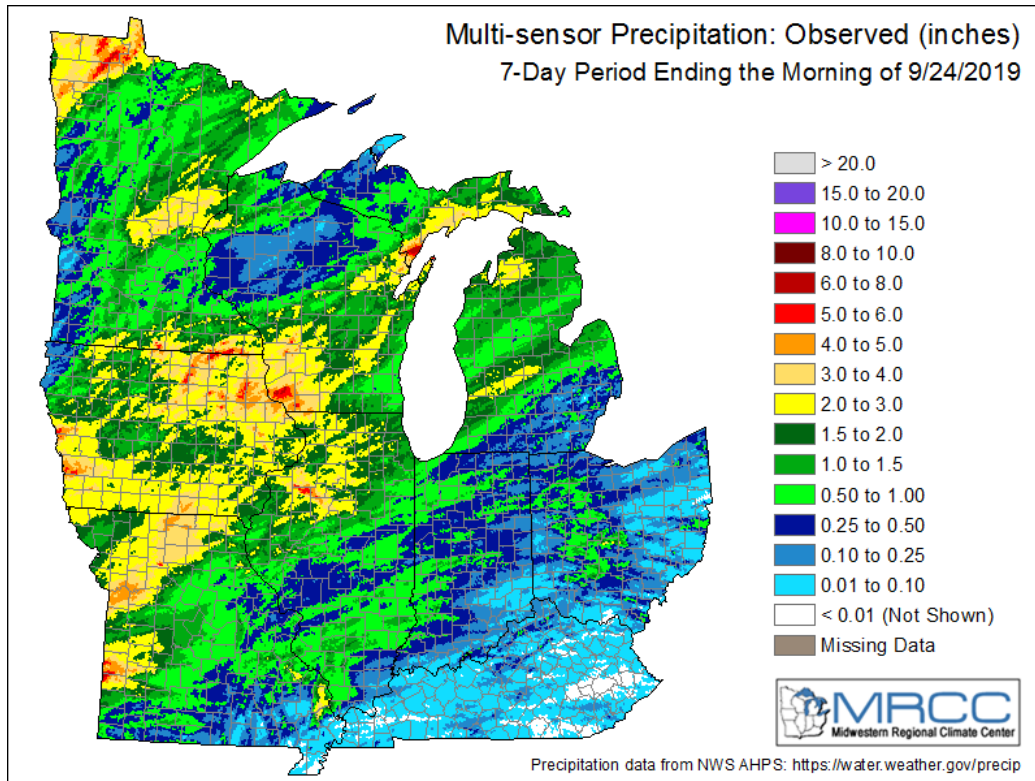 Multi-sensor Precipitation: Observed (inches)
7-Day Period Ending the Morning of 9/24/2019
> 20.0
15.0 to 20.0
10.0 to 15.0
8.0 to 10.0
6.0 to 8.0
5.0 to 6.0
4.0 to 5.0
3.0 to 4.0
2.0 to 3.0
1.5 to 2.0
1.0 to 1.5
0.50 to 1.00
0.25 to 0.50
0.10 to 0.25
0.01 to 0.10
< 0.01 (Not Shown)
Missing Data
MRCC
Midwestern Regional Climate Center
Precipitation data from NWS AHPS: https://water.weather.gov/precip